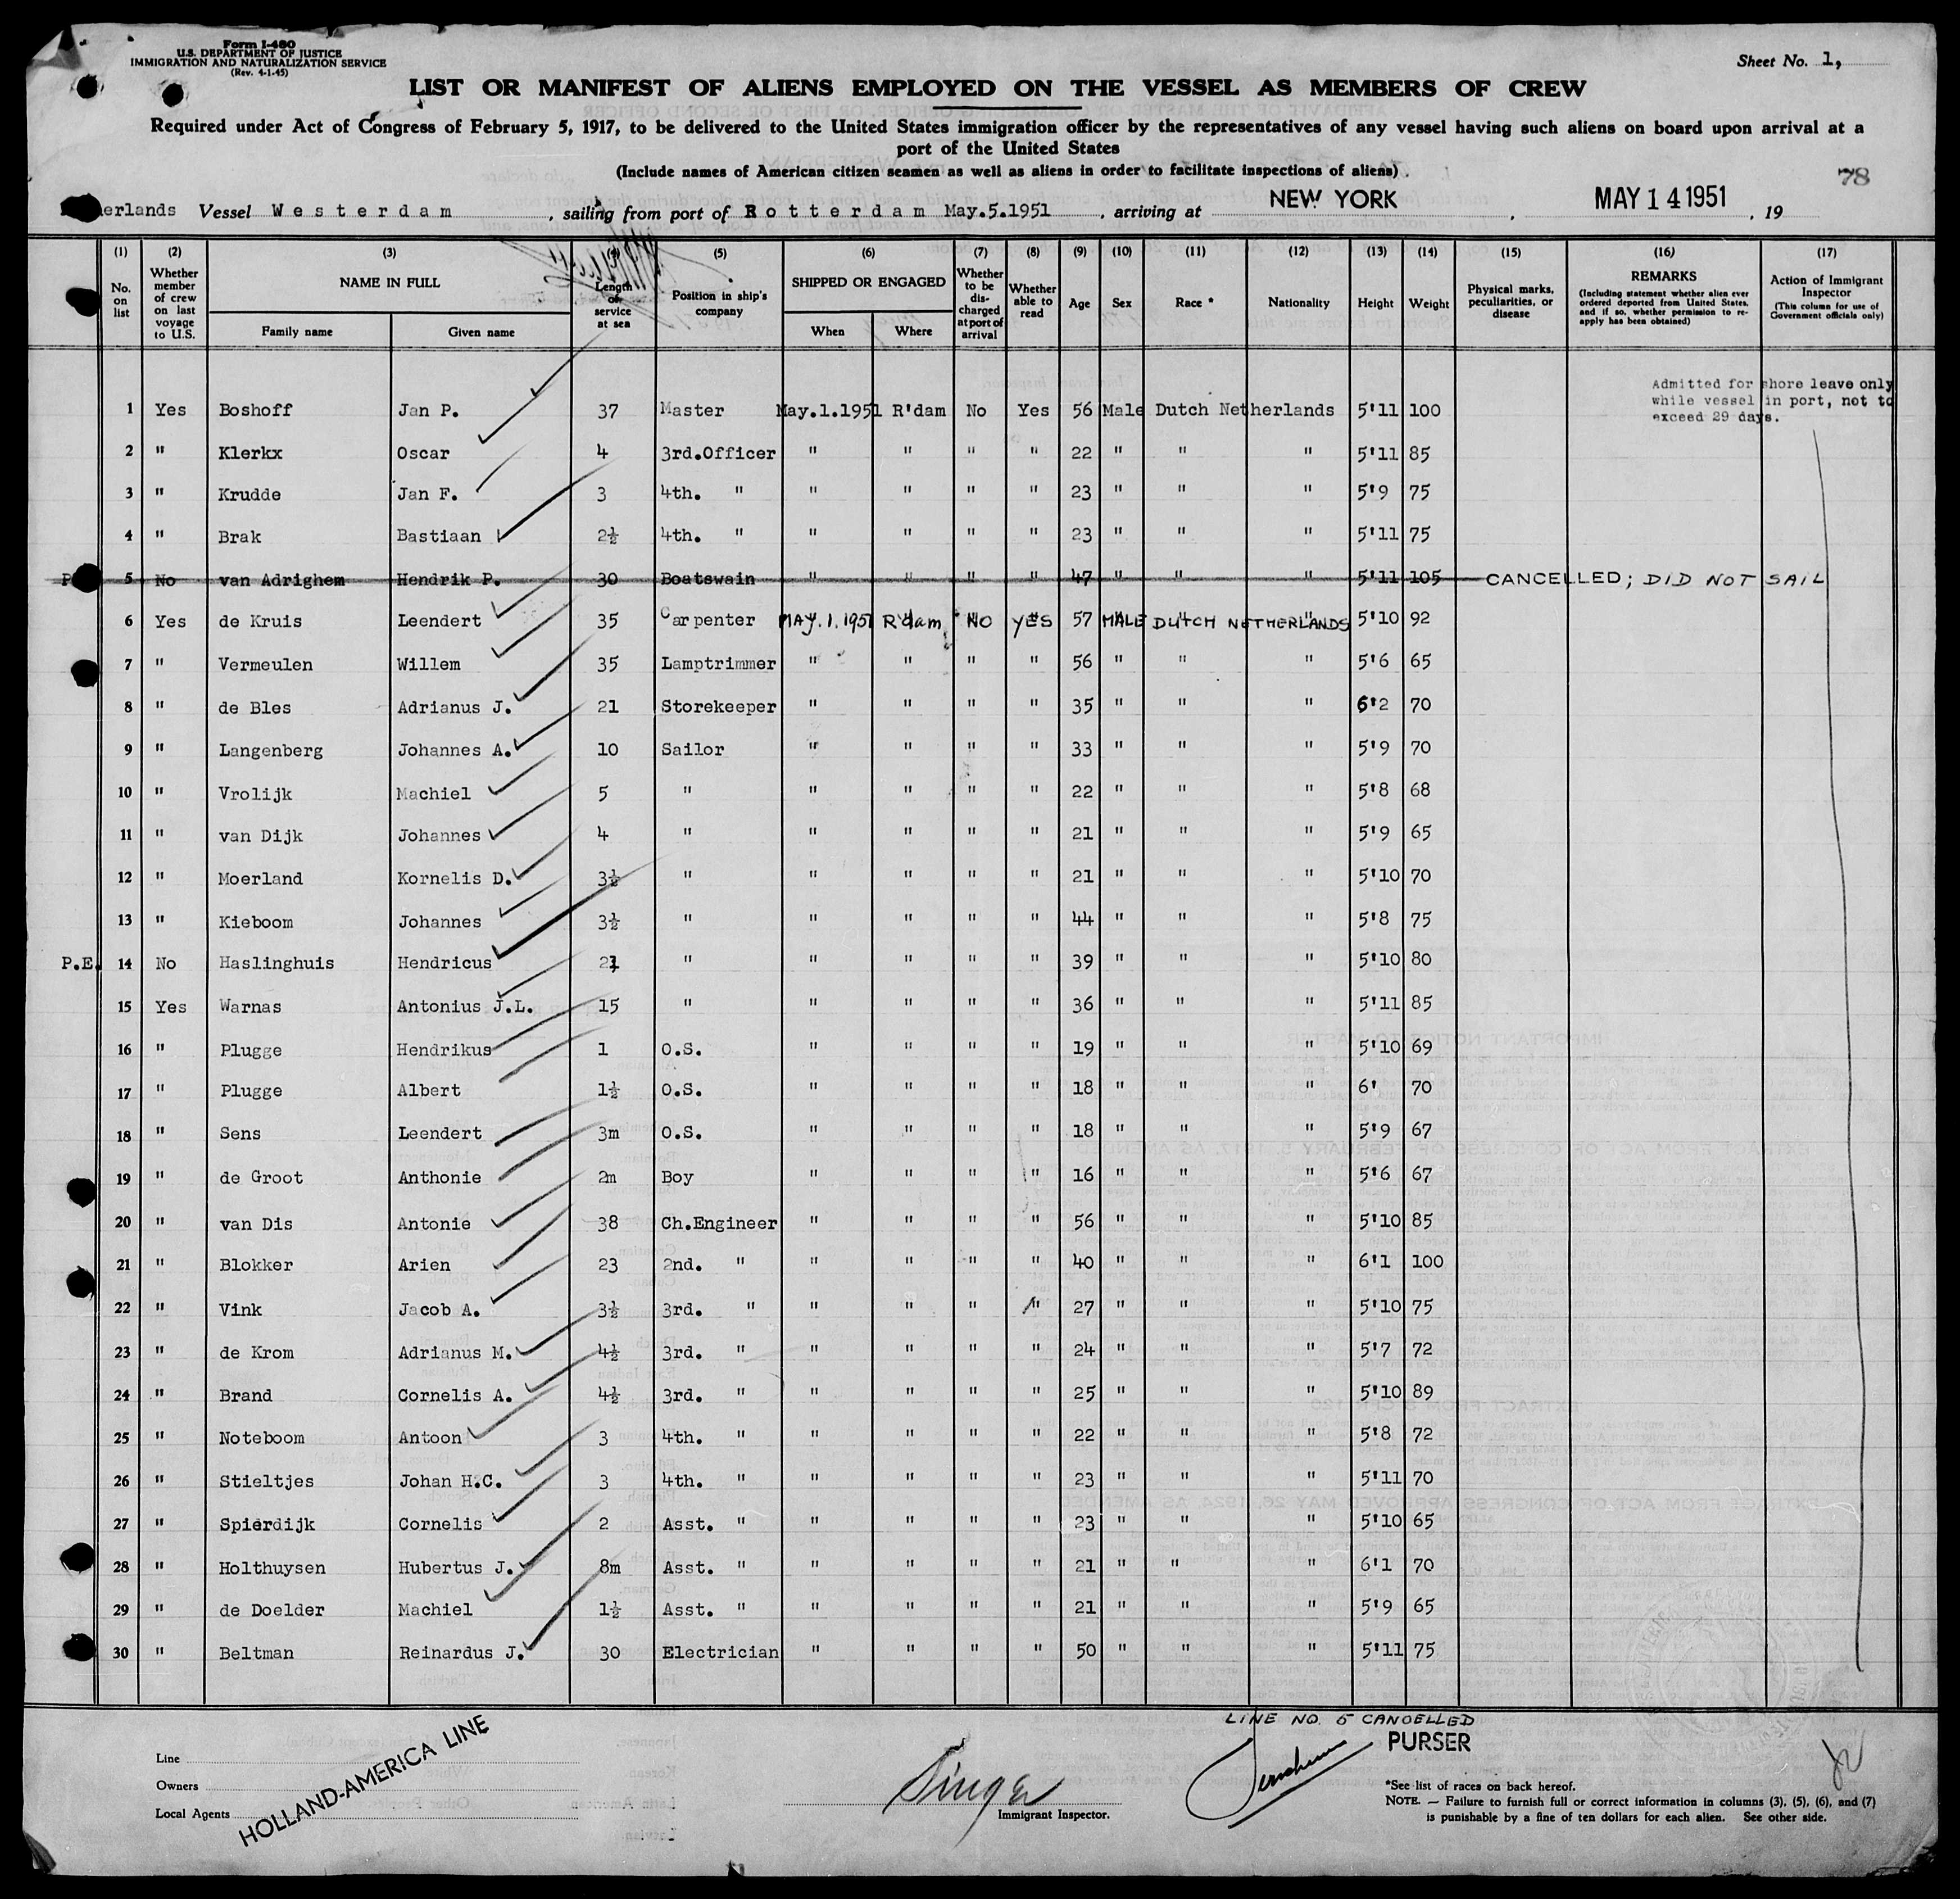 Form I-480
U.S. DEPARTMENT OF JUSTICE
IMMIGRATION AND NATURALIZATION SERVICE
(Rev. 4-1-45)
Sheet No. 1,
LIST OR MANIFEST OF ALIENS EMPLOYED ON THE VESSEL AS MEMBERS OF CREW
Required under Act of Congress of February 5, 1917, to be delivered to the United States immigration officer by the representatives of any vessel having such aliens on board upon arrival at a
port of the United States
(Include names of American citizen seamen as well as aliens in order to facilitate inspections of aliens).
78
erlands Vessel Westerdam, sailing from port of Rotterdam May.5.1951, arriving at NEW YORK, MAY 14 1951, 19
(1) (2) (3) (4) (5) (6) (7) (8) (9) (10) (11) (12) (13) (14) (15) (16) (17)
No. on list Whether member of crew on last voyage to U.S. NAME IN FULL Family name Given name Length of service at sea Position in ship's company SHIPPED OR ENGAGED When Where Whether to be discharged at port of arrival Whether able to read Age Sex Race * Nationality Height Weight Physical marks, peculiarities, or disease REMARKS (Including statement whether alien ever ordered deported from United States, and if so, whether permission to re-apply has been obtained) Action of Immigrant Inspector (This column for use of Government officials only)
Admitted for shore leave only
while vessel in port, not to
exceed 29 days.
1 Yes Boshoff Jan P. 37 Master May.1.1951 R'dam No Yes 56 Male Dutch Netherlands 5'11 100
2 " Klerkx Oscar 4 3rd.Officer " " " " 22 " " " 5'11 85
3 " Krudde Jan F. 3 4th. " " " " " 23 " " " 5'9 75
4 " Brak Bastiaan 2½ 4th. " " " " " 23 " " " 5'11 75
5 No van Adrighem Hendrik P. 30 Boatswain " " " " 47 " " " 5'11 105 CANCELLED; DID NOT SAIL
6 Yes de Kruis Leendert 35 Carpenter MAY.1.1951 R'dam NO YES 57 MALE DUTCH NETHERLANDS 5'10 92
7 " Vermeulen Willem 35 Lamptrimmer " " " " 56 " " " 5'6 65
8 " de Bles Adrianus J. 21 Storekeeper " " " " 35 " " " 6'2 70
9 " Langenberg Johannes A. 10 Sailor " " " " 33 " " " 5'9 70
10 " Vrolijk Machiel 5 " " " " " 22 " " " 5'8 68
11 " van Dijk Johannes 4 " " " " " 21 " " " 5'9 65
12 " Moerland Kornelis D. 3½ " " " " " 21 " " " 5'10 70
13 " Kieboom Johannes 3½ " " " " " 44 " " " 5'8 75
P.E. 14 No Haslinghuis Hendricus " " " " " 39 " " " 5'10 80
15 Yes Warnas Antonius J.L. 15 " " " " " 36 " " " 5'11 85
16 " Plugge Hendrikus 1 O.S. " " " " 19 " " " 5'10 69
17 " Plugge Albert 1½ O.S. " " " " 18 " " " 6' 70
18 " Sens Leendert 3m O.S. " " " " 18 " " " 5'9 67
19 " de Groot Anthonie 2m Boy " " " " 16 " " " 5'6 67
20 " van Dis Antonie 38 Ch.Engineer " " " " 56 " " " 5'10 85
21 " Blokker Arien 23 2nd. " " " " " 40 " " " 6'1 100
22 " Vink Jacob A. 3½ 3rd. " " " " " 27 " " " 5'10 75
23 " de Krom Adrianus M. 4½ 3rd. " " " " " 24 " " " 5'7 72
24 " Brand Cornelis A. 4½ 3rd. " " " " " 25 " " " 5'10 89
25 " Noteboom Antoon 3 4th. " " " " " 22 " " " 5'8 72
26 " Stieltjes Johan H.C. 3 4th. " " " " " 23 " " " 5'11 70
27 " Spierdijk Cornelis 2 Asst. " " " " " 23 " " " 5'10 65
28 " Holthuysen Hubertus J. 8m Asst. " " " " " 21 " " " 6'1 70
29 " de Doelder Machiel 1½ Asst. " " " " " 21 " " " 5'9 65
30 " Beltman Reinardus J. 30 Electrician " " " " 50 " " " 5'11 75
LINE NO. 5 CANCELLED
PURSER
Line
Owners
Local Agents
HOLLAND-AMERICA LINE
Singer
Immigrant Inspector.
*See list of races on back hereof.
NOTE. — Failure to furnish full or correct information in columns (3), (5), (6), and (7)
is punishable by a fine of ten dollars for each alien. See other side.